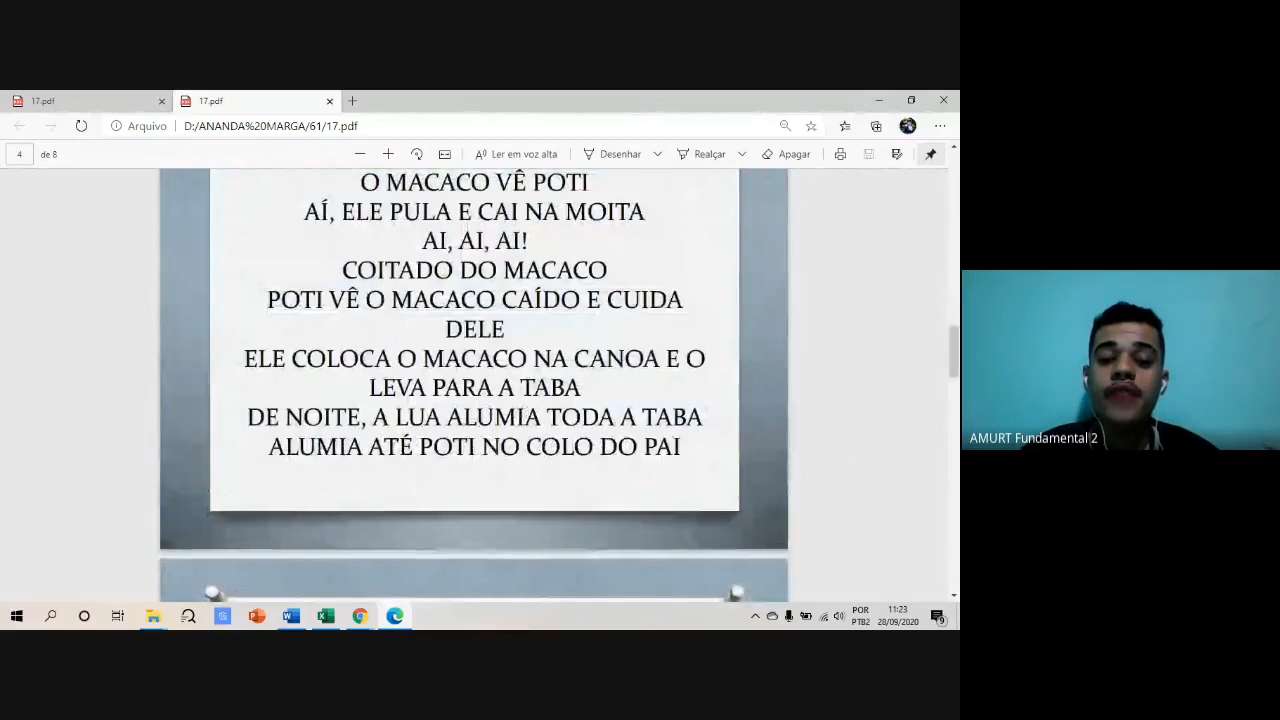 17.pdf
17.pdf
Arquivo
D:/ANANDA%20MARGA/61/17.pdf
4
de 8
Ler em voz alta
Desenhar
Realçar
Apagar
O MACACO VÊ POTI
AÍ, ELE PULA E CAI NA MOITA
AI, AI, AI!
COITADO DO MACACO
POTI VÊ O MACACO CAÍDO E CUIDA
DELE
ELE COLOCA O MACACO NA CANOA E O
LEVA PARA A TABA
DE NOITE, A LUA ALUMIA TODA A TABA
ALUMIA ATÉ POTI NO COLO DO PAI
AMURT Fundamental 2
POR
PTB2
11:23
28/09/2020
9